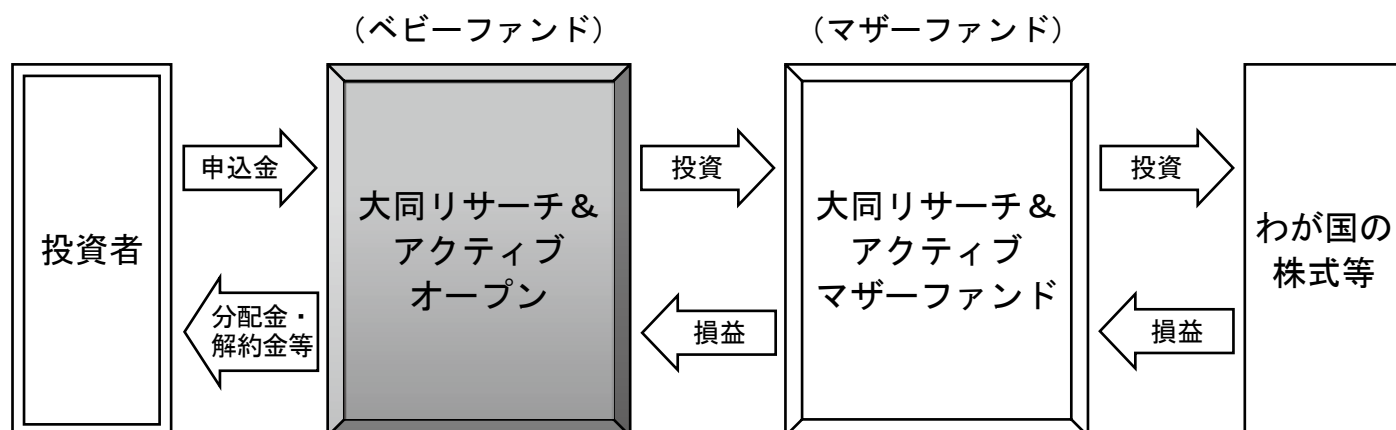 （ベビーファンド）
（マザーファンド）
投資者
申込金
分配金・
解約金等
大同リサーチ＆
アクティブ
オープン
投資
損益
大同リサーチ＆
アクティブ
マザーファンド
投資
損益
わが国の
株式等